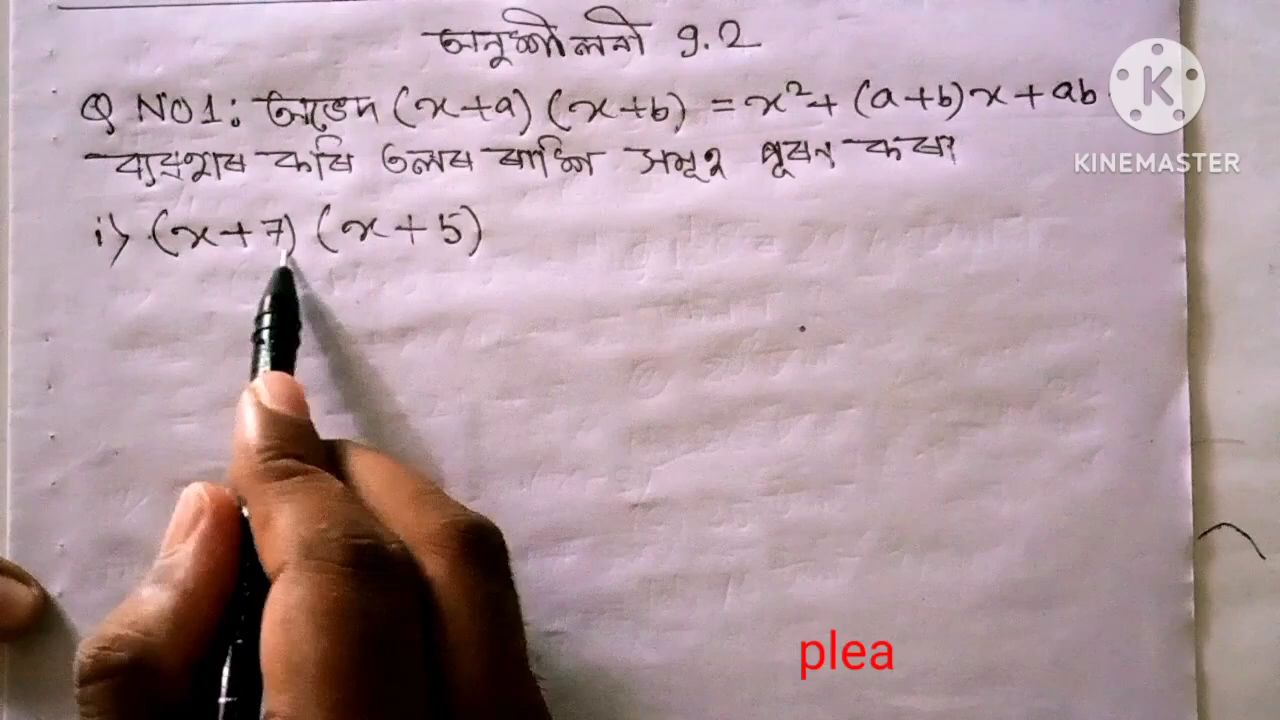 অনুশীলনী 9.2
Q NO1: অভেদ (x+a) (x+b) = x²+ (a+b)x + ab
ব্যৱহাৰ কৰি তলৰ ৰাশি সমূহ পূৰণ কৰা
i) (x+7) (x+5)
K
KINEMASTER
plea